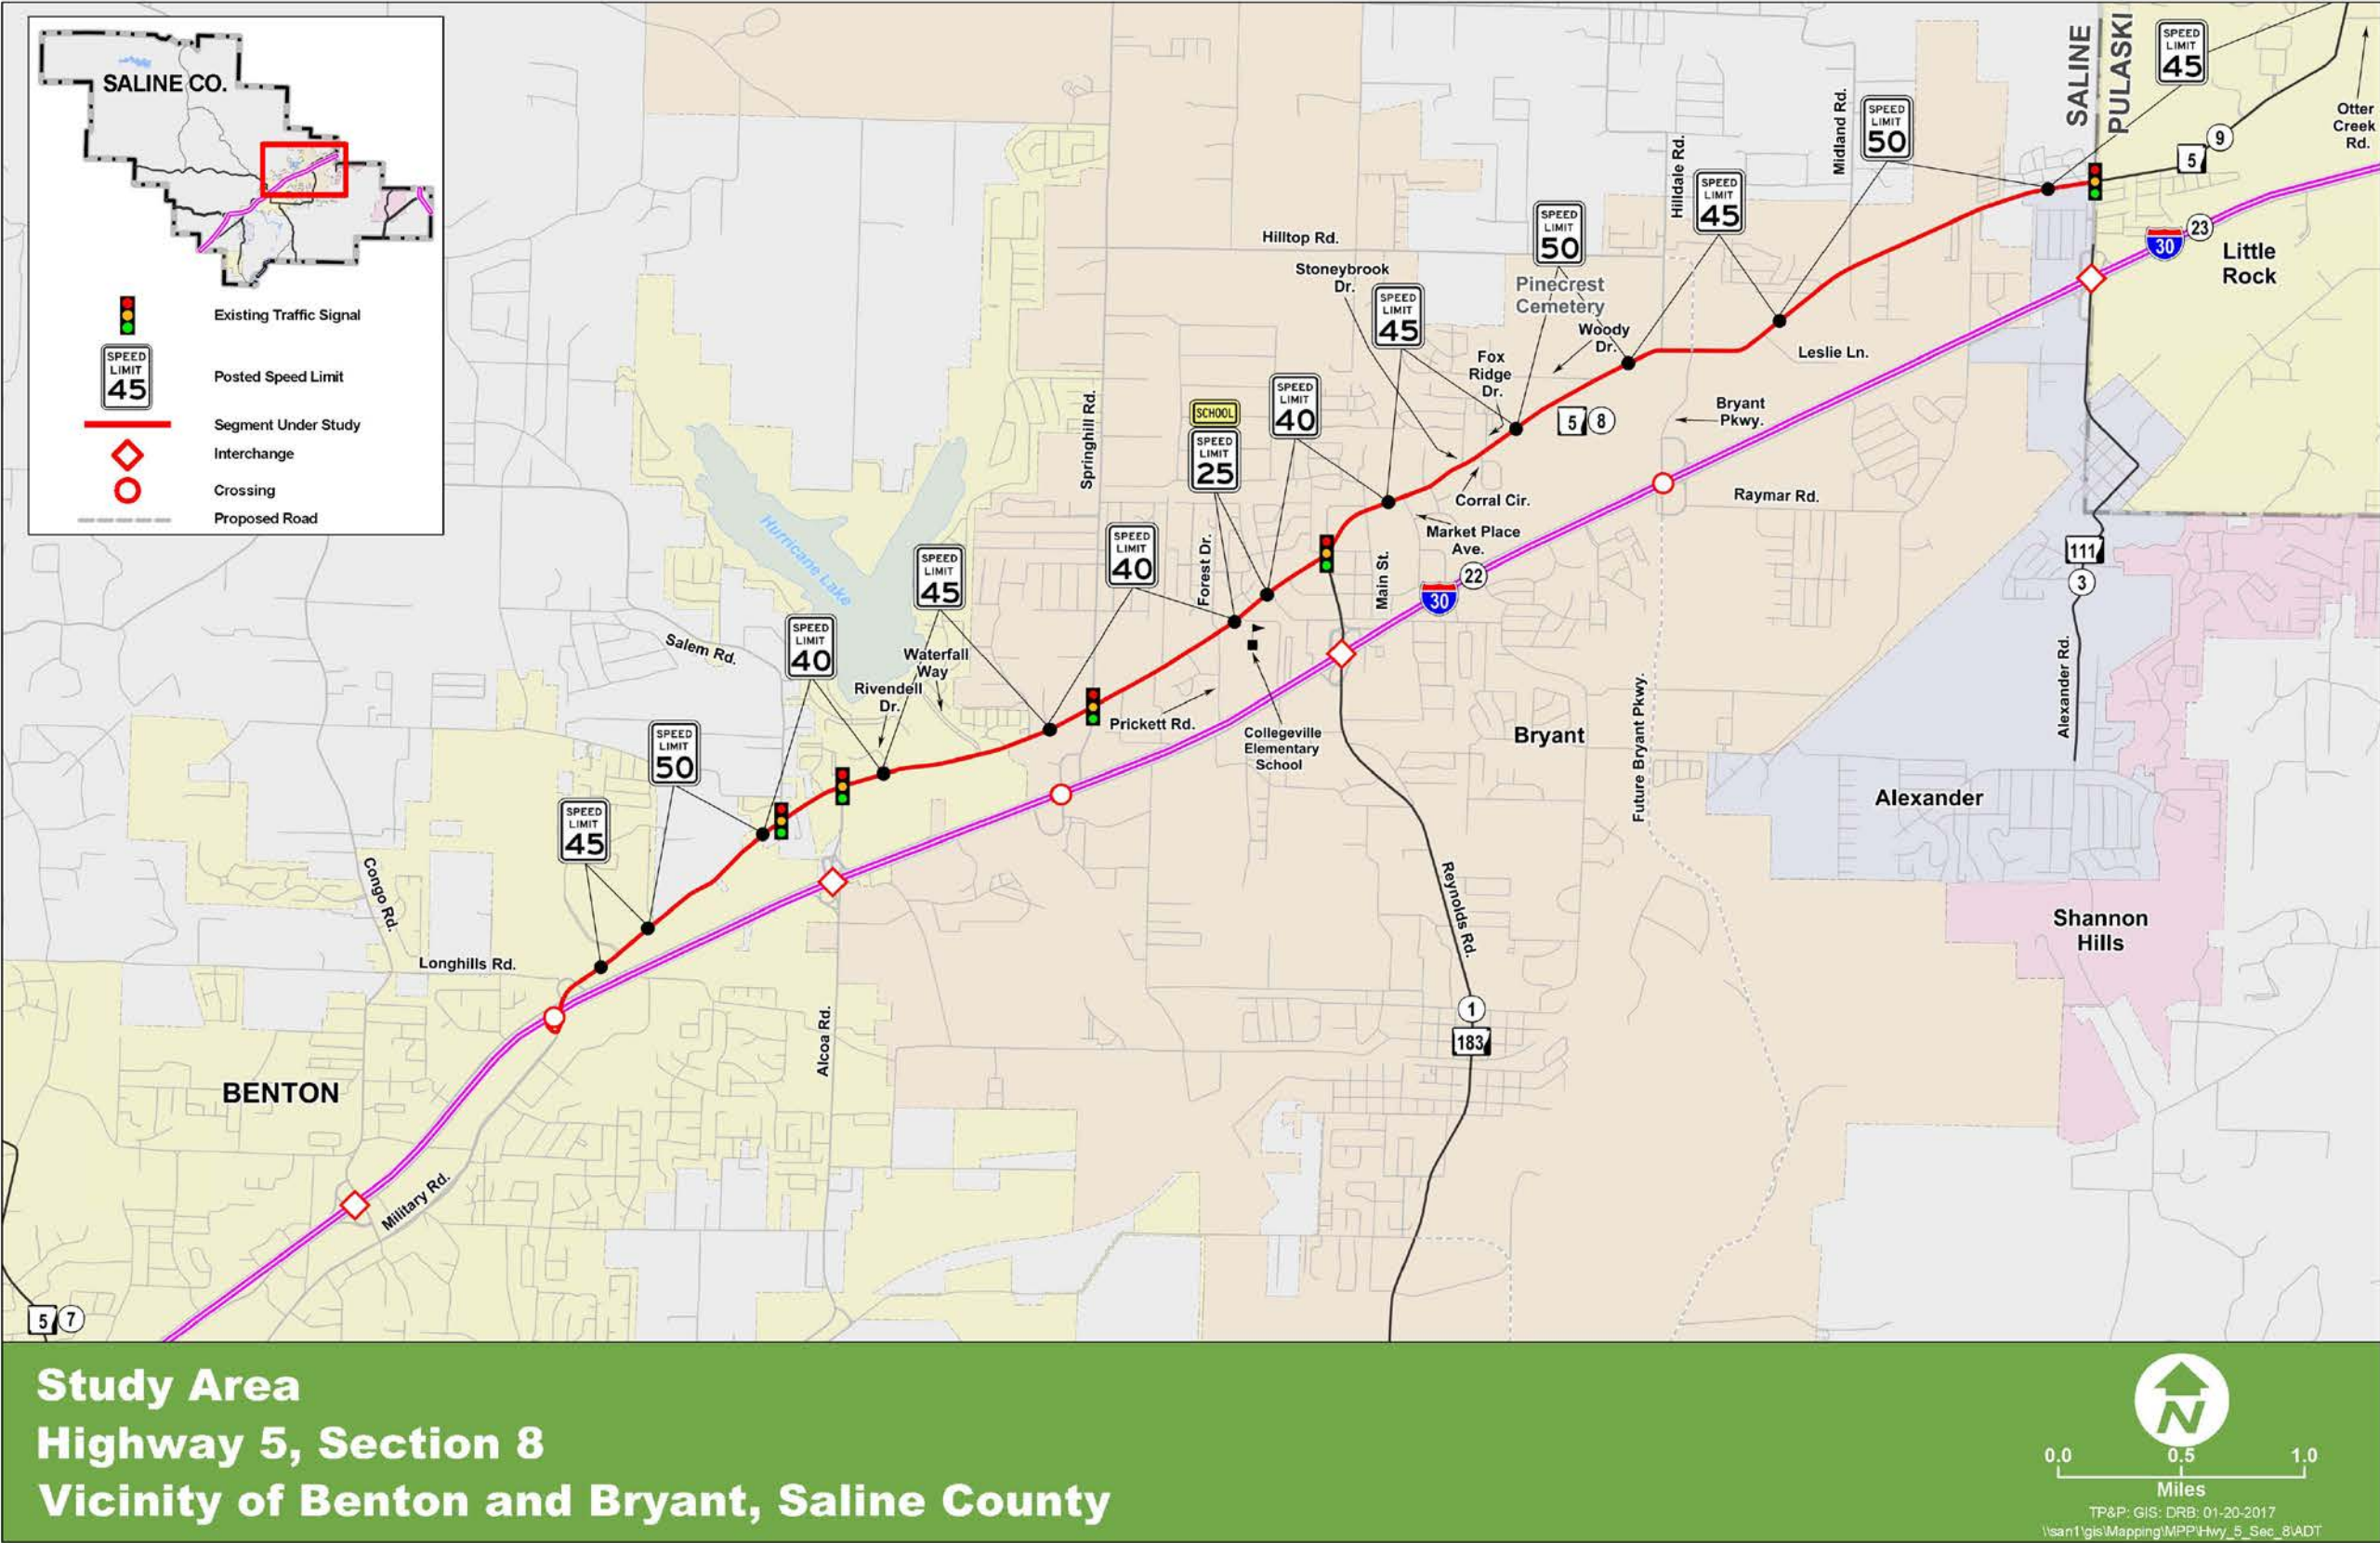 SALINE CO.
Existing Traffic Signal
SPEED
LIMIT
45
Posted Speed Limit
Segment Under Study
Interchange
Crossing
Proposed Road
SALINE
PULASKI
SPEED
LIMIT
45
Otter
Creek
Rd.
9
5
Midland Rd.
SPEED
LIMIT
50
Hilldale Rd.
SPEED
LIMIT
45
SPEED
LIMIT
50
Hilltop Rd.
Stoneybrook
Dr.
SPEED
LIMIT
45
Pinecrest
Cemetery
Woody
Dr.
Fox
Ridge
Dr.
5 8
Leslie Ln.
30
23
Little
Rock
Bryant
Pkwy.
Springhill Rd.
SCHOOL
SPEED
LIMIT
25
SPEED
LIMIT
40
Corral Cir.
Raymar Rd.
Market Place
Ave.
Hurricane Lake
SPEED
LIMIT
45
SPEED
LIMIT
40
Forest Dr.
Main St.
22
30
111
3
Salem Rd.
SPEED
LIMIT
40
Waterfall
Way
Rivendell
Dr.
Alexander Rd.
Prickett Rd.
Collegeville
Elementary
School
Bryant
Future Bryant Pkwy.
SPEED
LIMIT
50
SPEED
LIMIT
45
Alexander
Congo Rd.
Longhills Rd.
Reynolds Rd.
Shannon
Hills
Alcoa Rd.
1
183
BENTON
Military Rd.
5 7
Study Area
Highway 5, Section 8
Vicinity of Benton and Bryant, Saline County
N
0.0 0.5 1.0
Miles
TP&P: GIS: DRB: 01-20-2017
\\san1\gis\Mapping\MPP\Hwy_5_Sec_8\ADT